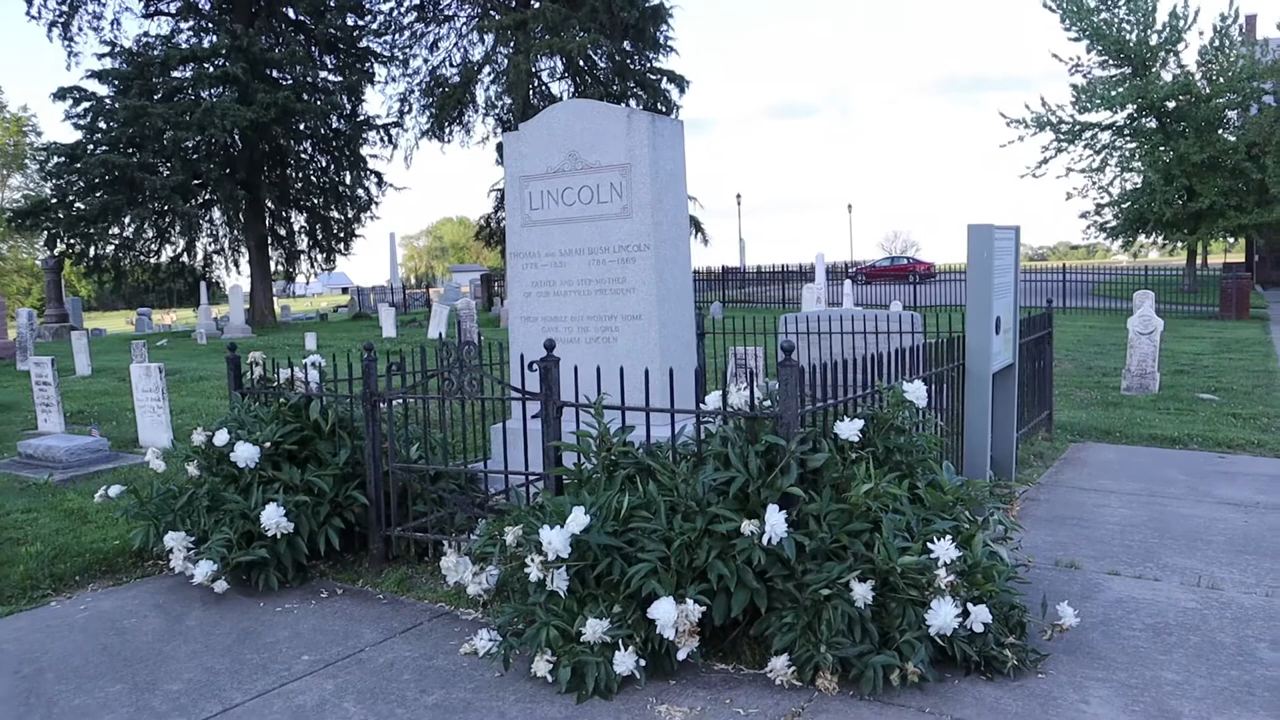 LINCOLN
THOMAS AND SARAH BUSH LINCOLN
1778—1851 1788—1869
FATHER AND STEP-MOTHER
OF OUR MARTYRED PRESIDENT
THEIR HUMBLE BUT WORTHY HOME
GAVE TO THE WORLD
ABRAHAM LINCOLN